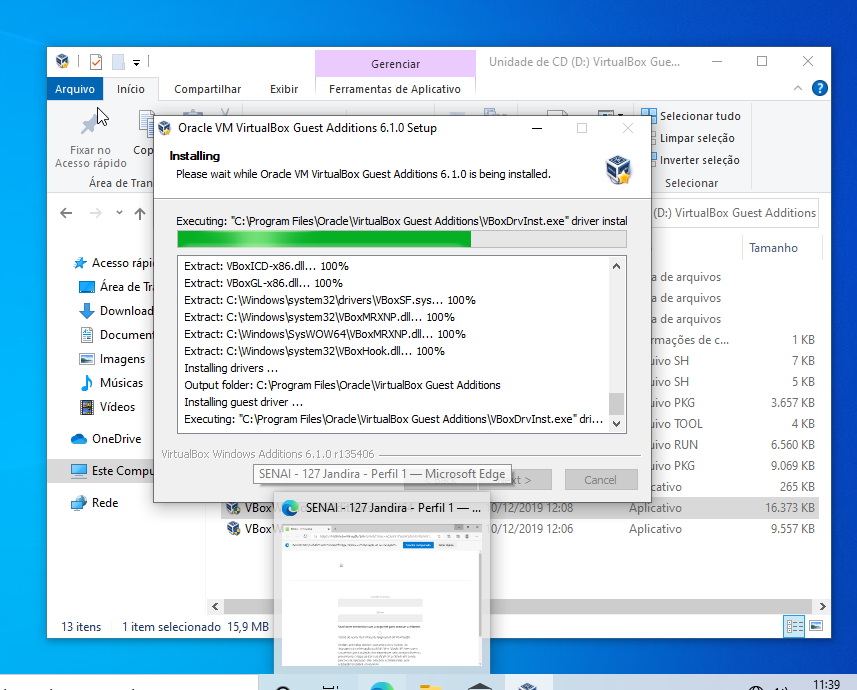 Gerenciar
Unidade de CD (D:) VirtualBox Gue...
Arquivo
Início
Compartilhar
Exibir
Ferramentas de Aplicativo
Fixar no
Acesso rápido
Cop
Área de Tran
Selecionar tudo
Limpar seleção
Inverter seleção
Selecionar
Oracle VM VirtualBox Guest Additions 6.1.0 Setup
Installing
Please wait while Oracle VM VirtualBox Guest Additions 6.1.0 is being installed.
Executing: "C:\Program Files\Oracle\VirtualBox Guest Additions\VBoxDrvInst.exe" driver instal
Extract: VBoxICD-x86.dll... 100%
Extract: VBoxGL-x86.dll... 100%
Extract: C:\Windows\system32\drivers\VBoxSF.sys... 100%
Extract: C:\Windows\system32\VBoxMRXNP.dll... 100%
Extract: C:\Windows\SysWOW64\VBoxMRXNP.dll... 100%
Extract: C:\Windows\system32\VBoxHook.dll... 100%
Installing drivers ...
Output folder: C:\Program Files\Oracle\VirtualBox Guest Additions
Installing guest driver ...
Executing: "C:\Program Files\Oracle\VirtualBox Guest Additions\VBoxDrvInst.exe" dri...
VirtualBox Windows Additions 6.1.0 r135406
xt >
Cancel
(D:) VirtualBox Guest Additions
Tamanho
Acesso rápi
Área de Tr
Download
Document
Imagens
Músicas
Vídeos
OneDrive
Este Compu
Rede
a de arquivos
a de arquivos
a de arquivos
rmações de c... 1 KB
uivo SH 7 KB
uivo SH 5 KB
uivo PKG 3.657 KB
uivo TOOL 4 KB
uivo RUN 6.560 KB
uivo PKG 9.069 KB
cativo 265 KB
VBoxW 0/12/2019 12:08 Aplicativo 16.373 KB
VBoxW 0/12/2019 12:06 Aplicativo 9.557 KB
SENAI - 127 Jandira - Perfil 1 — Microsoft Edge
SENAI - 127 Jandira - Perfil 1 — ...
13 itens
1 item selecionado 15,9 MB
11:39